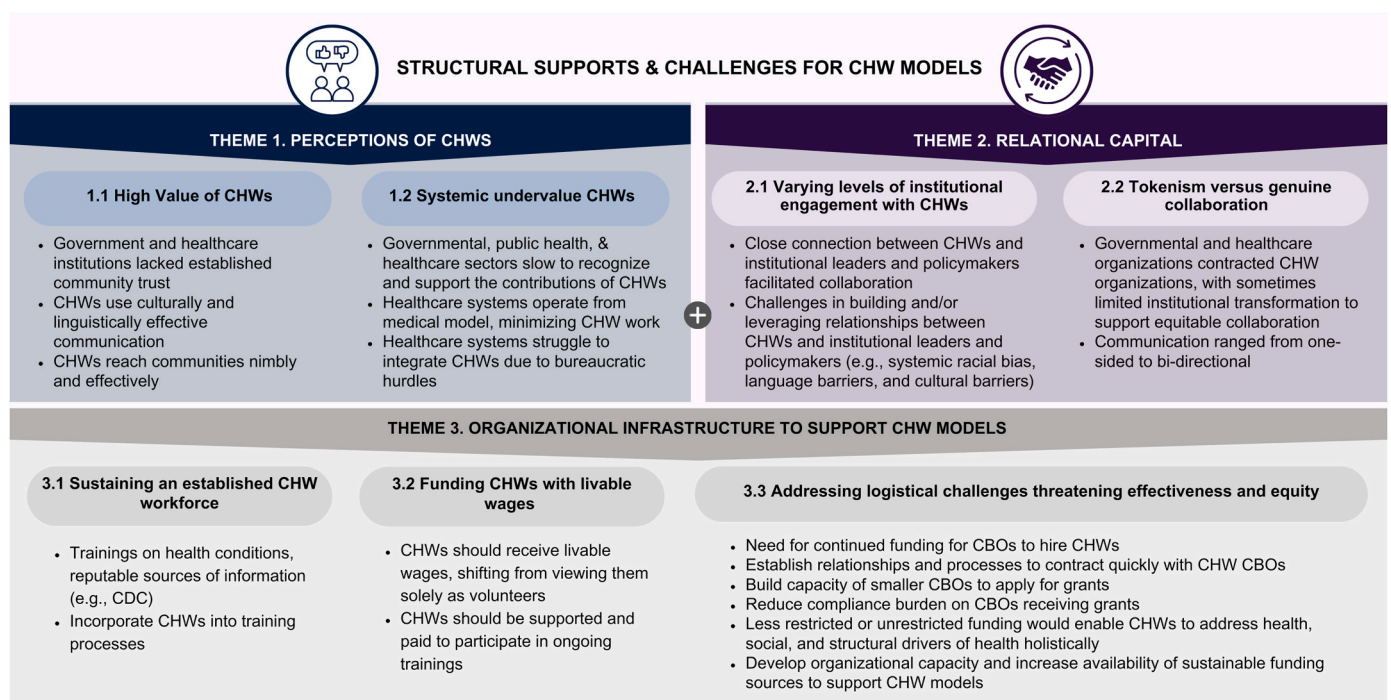 STRUCTURAL SUPPORTS & CHALLENGES FOR CHW MODELS
THEME 1. PERCEPTIONS OF CHWS
1.1 High Value of CHWs
• Government and healthcare
institutions lacked established
community trust
• CHWs use culturally and
linguistically effective
communication
• CHWs reach communities nimbly
and effectively
1.2 Systemic undervalue CHWs
• Governmental, public health, &
healthcare sectors slow to recognize
and support the contributions of CHWs
• Healthcare systems operate from
medical model, minimizing CHW work
• Healthcare systems struggle to
integrate CHWs due to bureaucratic
hurdles
+
THEME 2. RELATIONAL CAPITAL
2.1 Varying levels of institutional
engagement with CHWs
• Close connection between CHWs and
institutional leaders and policymakers
facilitated collaboration
• Challenges in building and/or
leveraging relationships between
CHWs and institutional leaders and
policymakers (e.g., systemic racial bias,
language barriers, and cultural barriers)
2.2 Tokenism versus genuine
collaboration
• Governmental and healthcare
organizations contracted CHW
organizations, with sometimes
limited institutional transformation to
support equitable collaboration
• Communication ranged from one-
sided to bi-directional
THEME 3. ORGANIZATIONAL INFRASTRUCTURE TO SUPPORT CHW MODELS
3.1 Sustaining an established CHW
workforce
• Trainings on health conditions,
reputable sources of information
(e.g., CDC)
• Incorporate CHWs into training
processes
3.2 Funding CHWs with livable
wages
• CHWs should receive livable
wages, shifting from viewing them
solely as volunteers
• CHWs should be supported and
paid to participate in ongoing
trainings
3.3 Addressing logistical challenges threatening effectiveness and equity
• Need for continued funding for CBOs to hire CHWs
• Establish relationships and processes to contract quickly with CHW CBOs
• Build capacity of smaller CBOs to apply for grants
• Reduce compliance burden on CBOs receiving grants
• Less restricted or unrestricted funding would enable CHWs to address health,
social, and structural drivers of health holistically
• Develop organizational capacity and increase availability of sustainable funding
sources to support CHW models